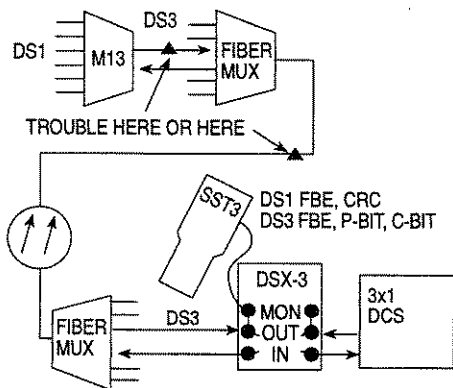 DS3
DS1
M13
FIBER
MUX
TROUBLE HERE OR HERE
SST3
DS1 FBE, CRC
DS3 FBE, P-BIT, C-BIT
DSX-3
MON
OUT
IN
3x1
DCS
FIBER
MUX
DS3